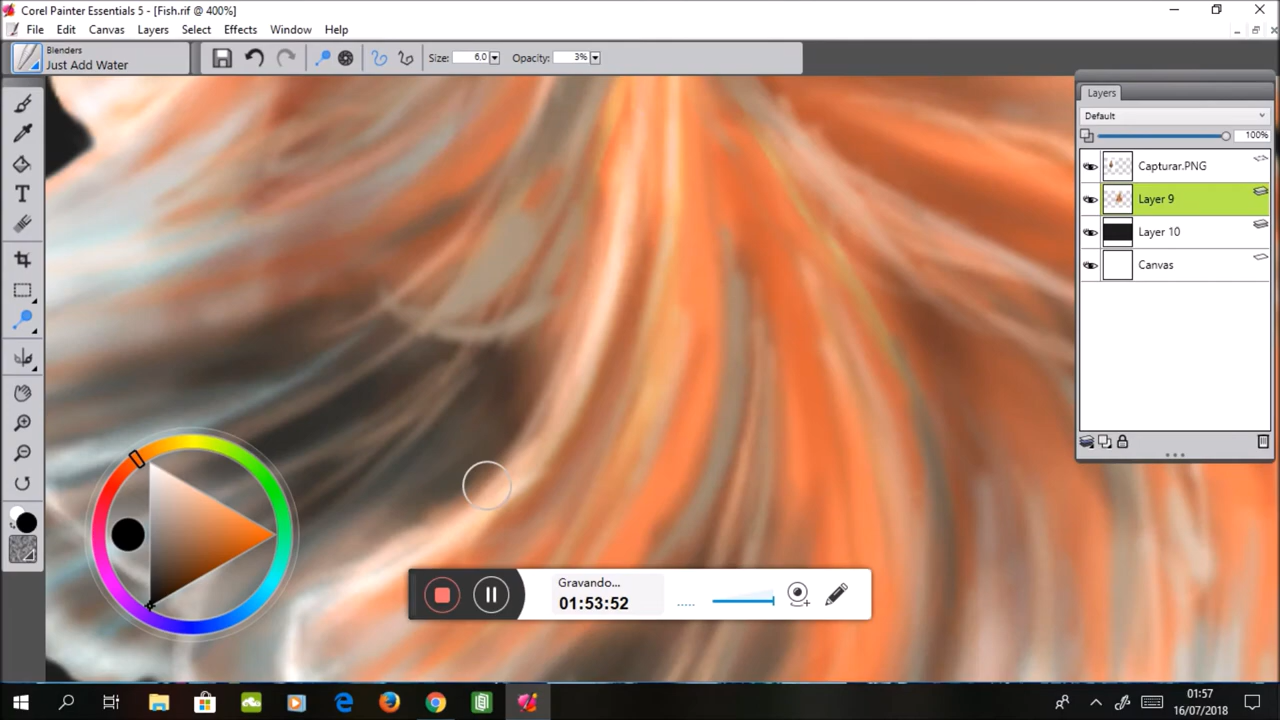 Corel Painter Essentials 5 - [Fish.rif @ 400%]
File Edit Canvas Layers Select Effects Window Help
Blenders
Just Add Water
Size: 6.0 Opacity: 3%
Layers
Default
100%
Capturar.PNG
Layer 9
Layer 10
Canvas
T
Gravando...
01:53:52
01:57
16/07/2018